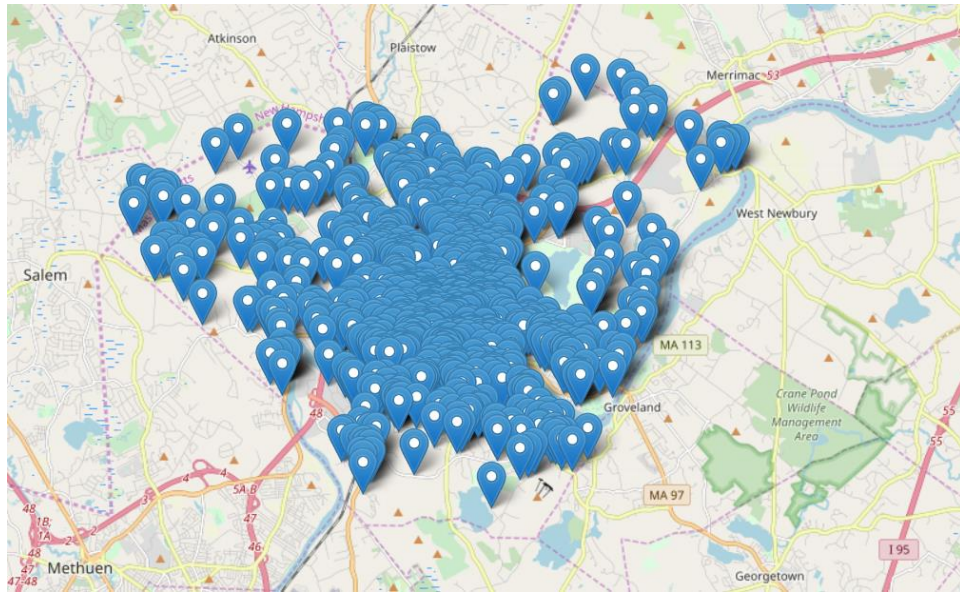 Atkinson
Plaistow
Merrimac
53
New Hampsh
West Newbury
Salem
MA 113
Crane Pond
Wildlife
Management
Area
48
Groveland
55
55
4
4
5A-B
3
2
48
1B;
1A
47
MA 97
48
46
I 95
47-48
Methuen
Georgetown